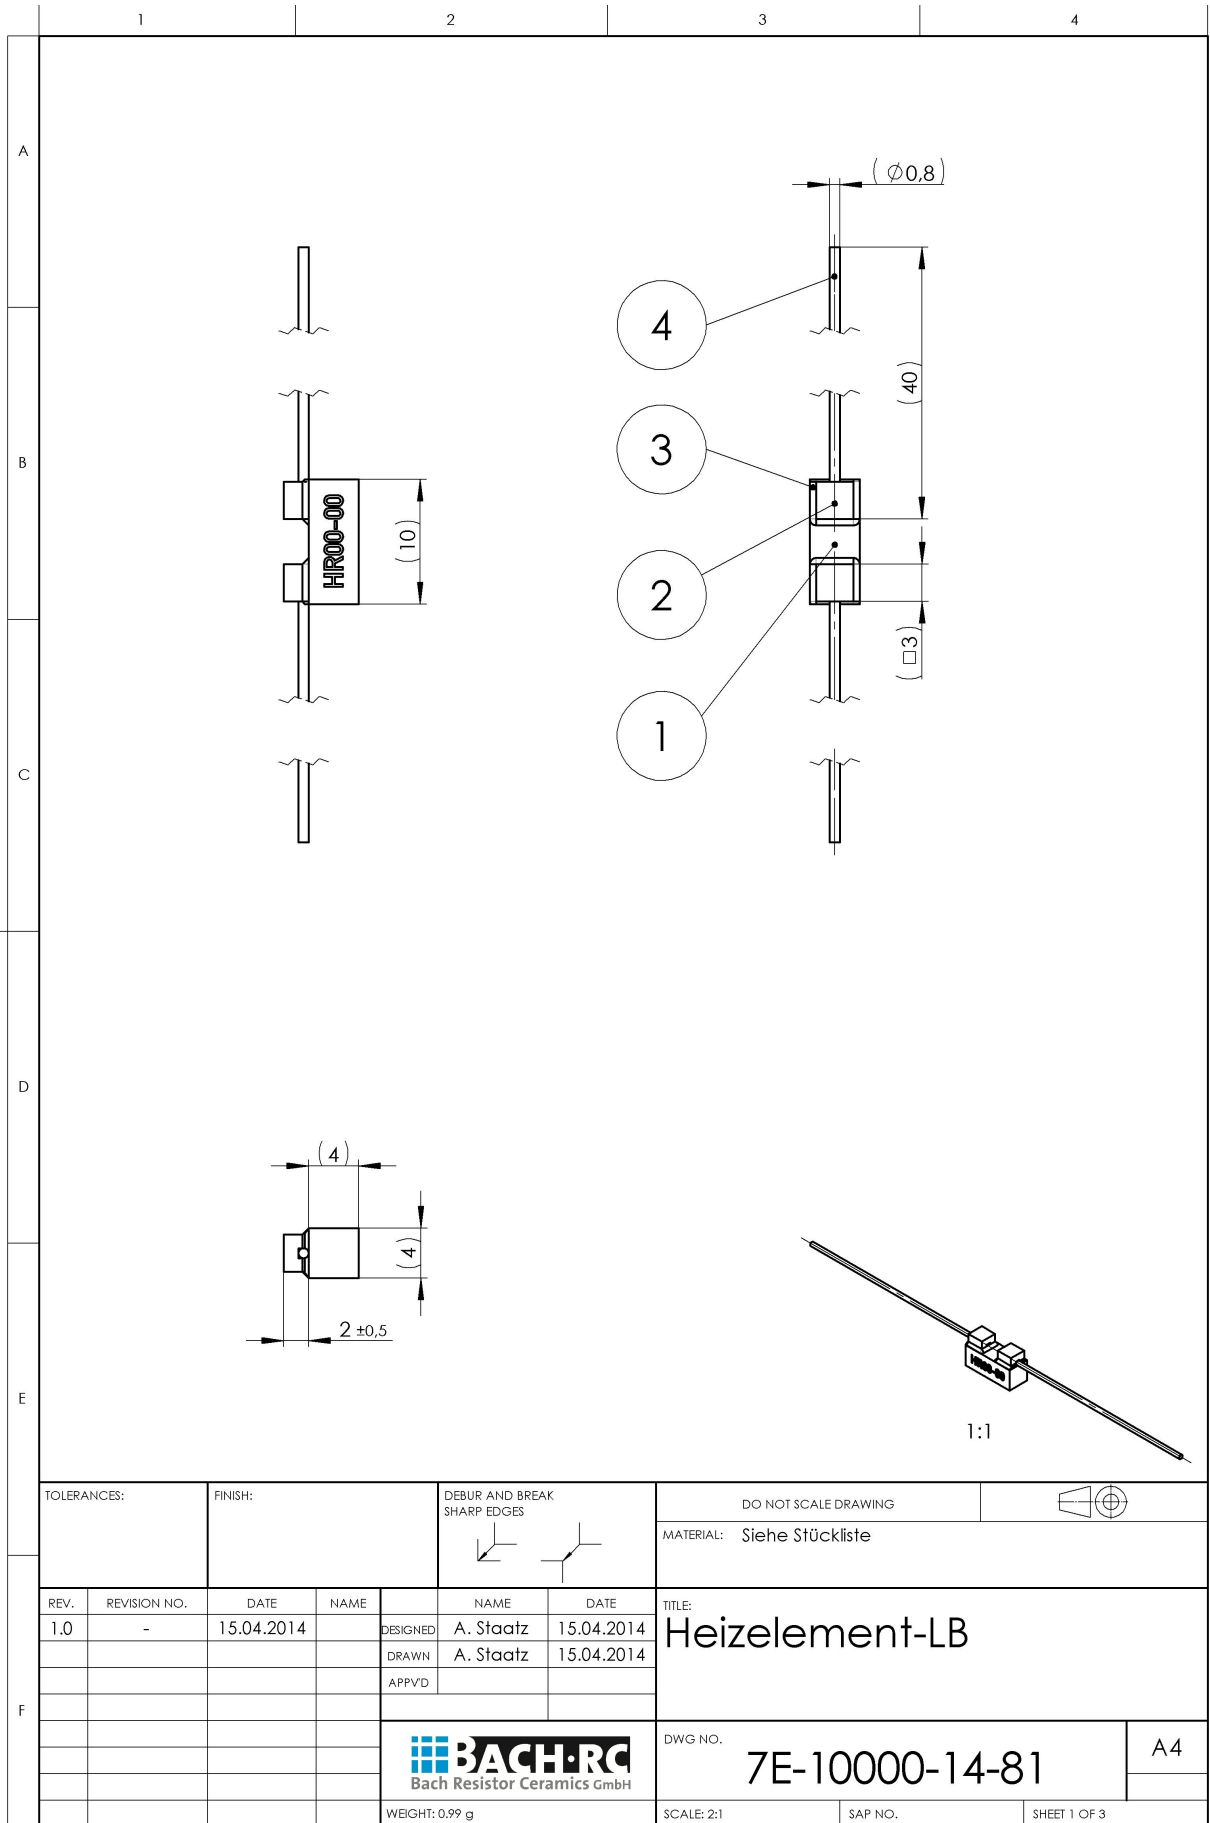 1 2 3 4
A
B
C
D
E
F
(⌀0,8)
4
(40)
3
HR00-00
(10)
2
(□3)
1
(4)
(4)
2 ±0,5
HR00-00
1:1
TOLERANCES:
FINISH:
DEBUR AND BREAK
SHARP EDGES
DO NOT SCALE DRAWING
MATERIAL: Siehe Stückliste
REV. REVISION NO. DATE NAME
1.0 - 15.04.2014
NAME DATE
DESIGNED A. Staatz 15.04.2014
DRAWN A. Staatz 15.04.2014
APPV'D
TITLE:
Heizelement-LB
BACH·RC
Bach Resistor Ceramics GmbH
DWG NO.
7E-10000-14-81
A4
WEIGHT: 0.99 g
SCALE: 2:1
SAP NO.
SHEET 1 OF 3